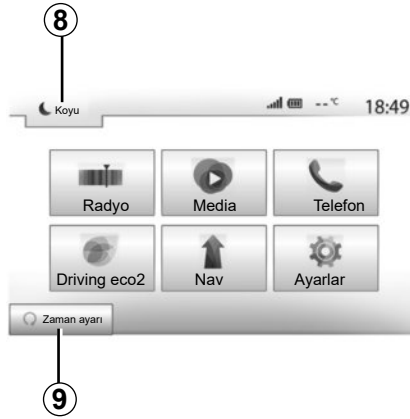 8
Koyu
--°C
18:49
Radyo
Media
Telefon
Driving eco2
Nav
Ayarlar
Zaman ayarı
9